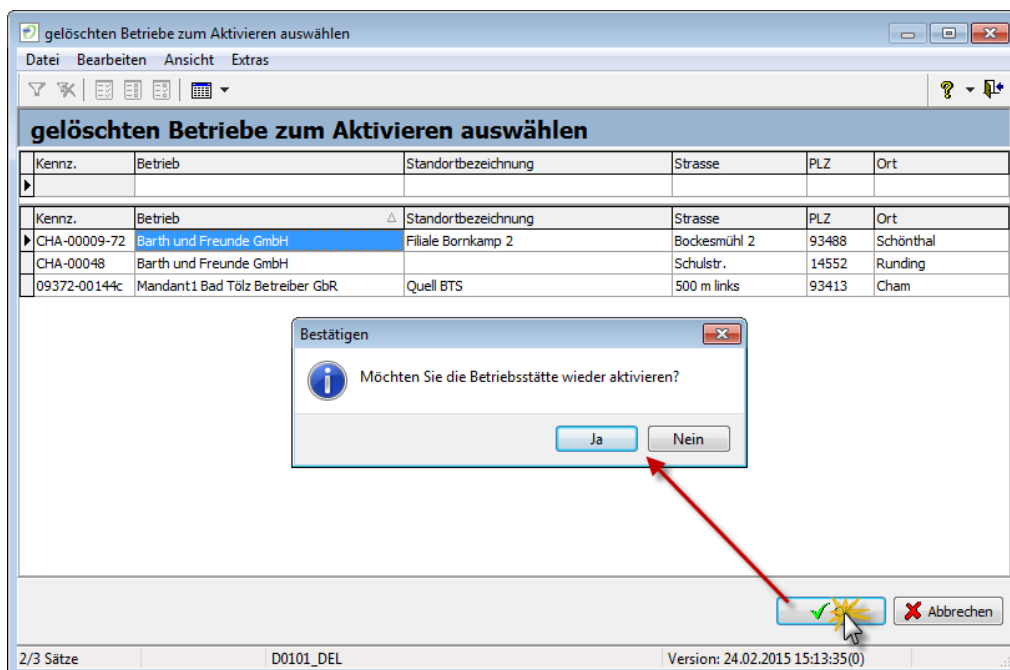 gelöschten Betriebe zum Aktivieren auswählen
Datei Bearbeiten Ansicht Extras
gelöschten Betriebe zum Aktivieren auswählen
Kennz. Betrieb Standortbezeichnung Strasse PLZ Ort
Kennz. Betrieb Standortbezeichnung Strasse PLZ Ort
CHA-00009-72 Barth und Freunde GmbH Filiale Bornkamp 2 Bockesmühl 2 93488 Schönthal
CHA-00048 Barth und Freunde GmbH Schulstr. 14552 Runding
09372-00144c Mandant1 Bad Tölz Betreiber GbR Quell BTS 500 m links 93413 Cham
Bestätigen
Möchten Sie die Betriebsstätte wieder aktivieren?
Ja Nein
Abbrechen
2/3 Sätze D0101_DEL Version: 24.02.2015 15:13:35(0)